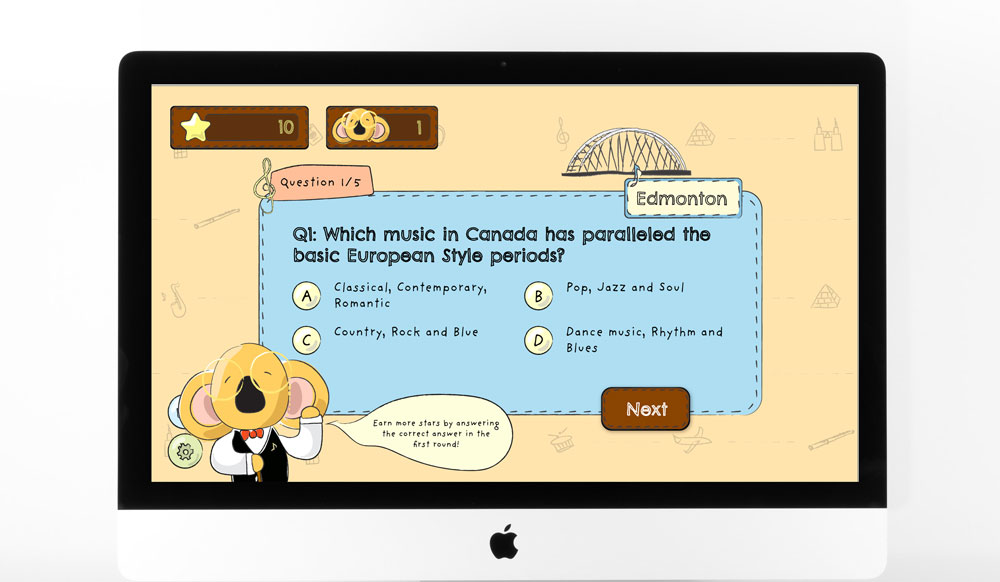 10
1
Question 1/5
Edmonton
Q1: Which music in Canada has paralleled the
basic European Style periods?
A
Classical, Contemporary,
Romantic
B
Pop, Jazz and Soul
C
Country, Rock and Blue
D
Dance music, Rhythm and
Blues
Next
Earn more stars by answering
the correct answer in the
first round!